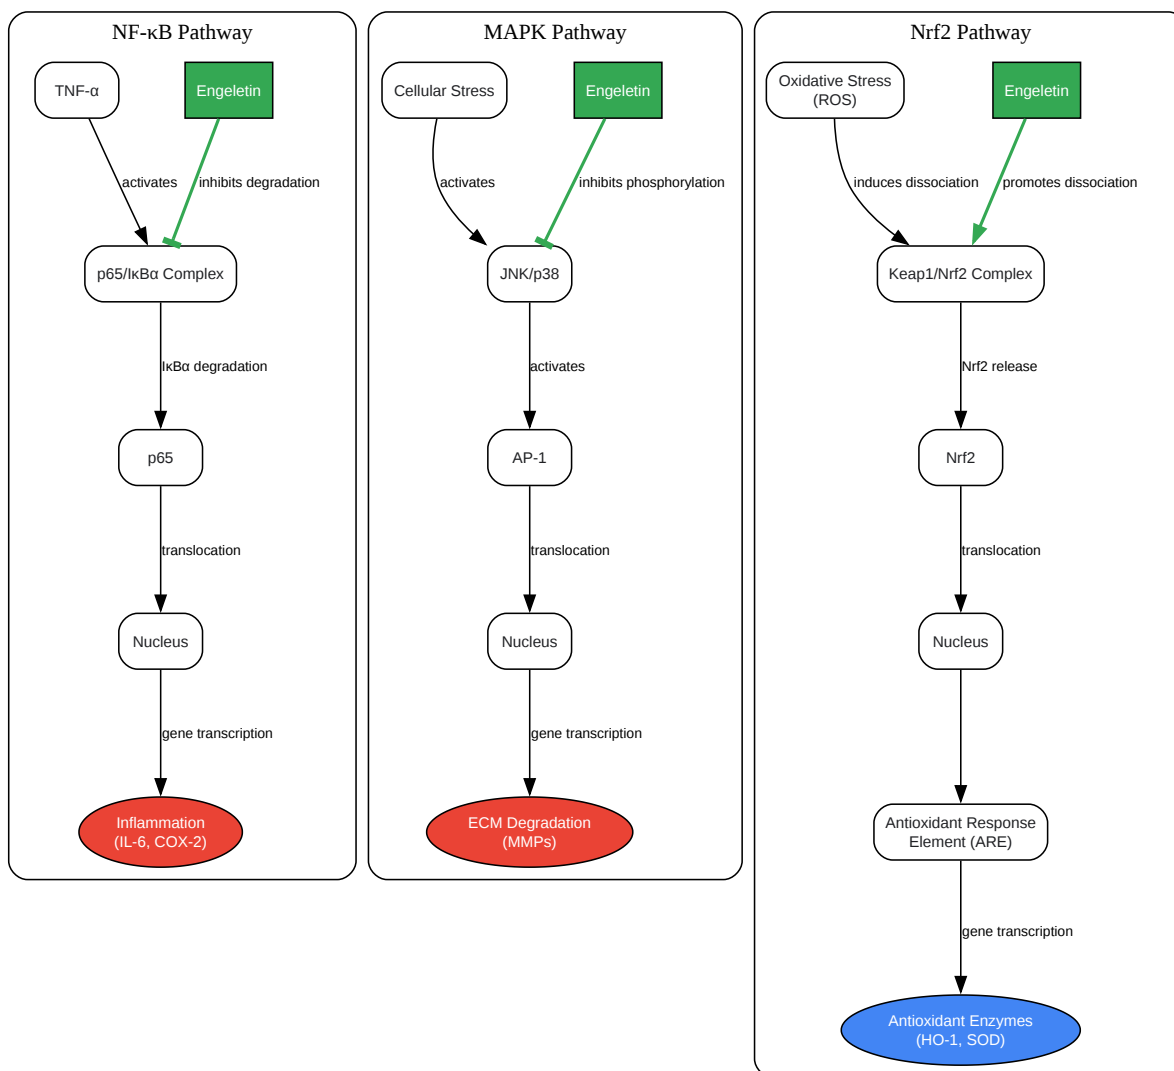 NF-κB Pathway
TNF-α
Engeletin
activates
inhibits degradation
p65/IκBα Complex
IκBα degradation
p65
translocation
Nucleus
gene transcription
Inflammation
(IL-6, COX-2)
MAPK Pathway
Cellular Stress
Engeletin
activates
inhibits phosphorylation
JNK/p38
activates
AP-1
translocation
Nucleus
gene transcription
ECM Degradation
(MMPs)
Nrf2 Pathway
Oxidative Stress
(ROS)
Engeletin
induces dissociation
promotes dissociation
Keap1/Nrf2 Complex
Nrf2 release
Nrf2
translocation
Nucleus
Antioxidant Response
Element (ARE)
gene transcription
Antioxidant Enzymes
(HO-1, SOD)